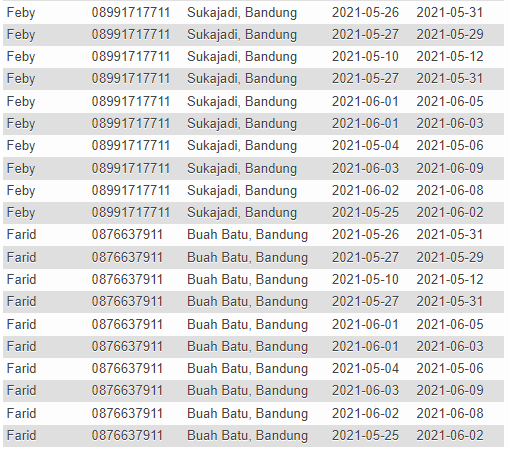 Feby 08991717711 Sukajadi, Bandung 2021-05-26 2021-05-31
Feby 08991717711 Sukajadi, Bandung 2021-05-27 2021-05-29
Feby 08991717711 Sukajadi, Bandung 2021-05-10 2021-05-12
Feby 08991717711 Sukajadi, Bandung 2021-05-27 2021-05-31
Feby 08991717711 Sukajadi, Bandung 2021-06-01 2021-06-05
Feby 08991717711 Sukajadi, Bandung 2021-06-01 2021-06-03
Feby 08991717711 Sukajadi, Bandung 2021-05-04 2021-05-06
Feby 08991717711 Sukajadi, Bandung 2021-06-03 2021-06-09
Feby 08991717711 Sukajadi, Bandung 2021-06-02 2021-06-08
Feby 08991717711 Sukajadi, Bandung 2021-05-25 2021-06-02
Farid 0876637911 Buah Batu, Bandung 2021-05-26 2021-05-31
Farid 0876637911 Buah Batu, Bandung 2021-05-27 2021-05-29
Farid 0876637911 Buah Batu, Bandung 2021-05-10 2021-05-12
Farid 0876637911 Buah Batu, Bandung 2021-05-27 2021-05-31
Farid 0876637911 Buah Batu, Bandung 2021-06-01 2021-06-05
Farid 0876637911 Buah Batu, Bandung 2021-06-01 2021-06-03
Farid 0876637911 Buah Batu, Bandung 2021-05-04 2021-05-06
Farid 0876637911 Buah Batu, Bandung 2021-06-03 2021-06-09
Farid 0876637911 Buah Batu, Bandung 2021-06-02 2021-06-08
Farid 0876637911 Buah Batu, Bandung 2021-05-25 2021-06-02